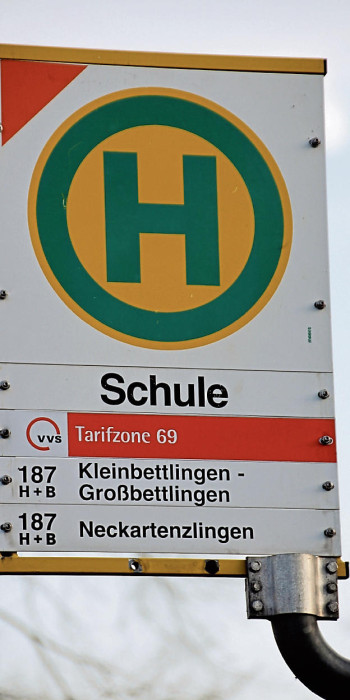 H
Schule
VVS Tarifzone 69
187 Kleinbettlingen -
H+B Großbettlingen
187 Neckartenzlingen
H+B